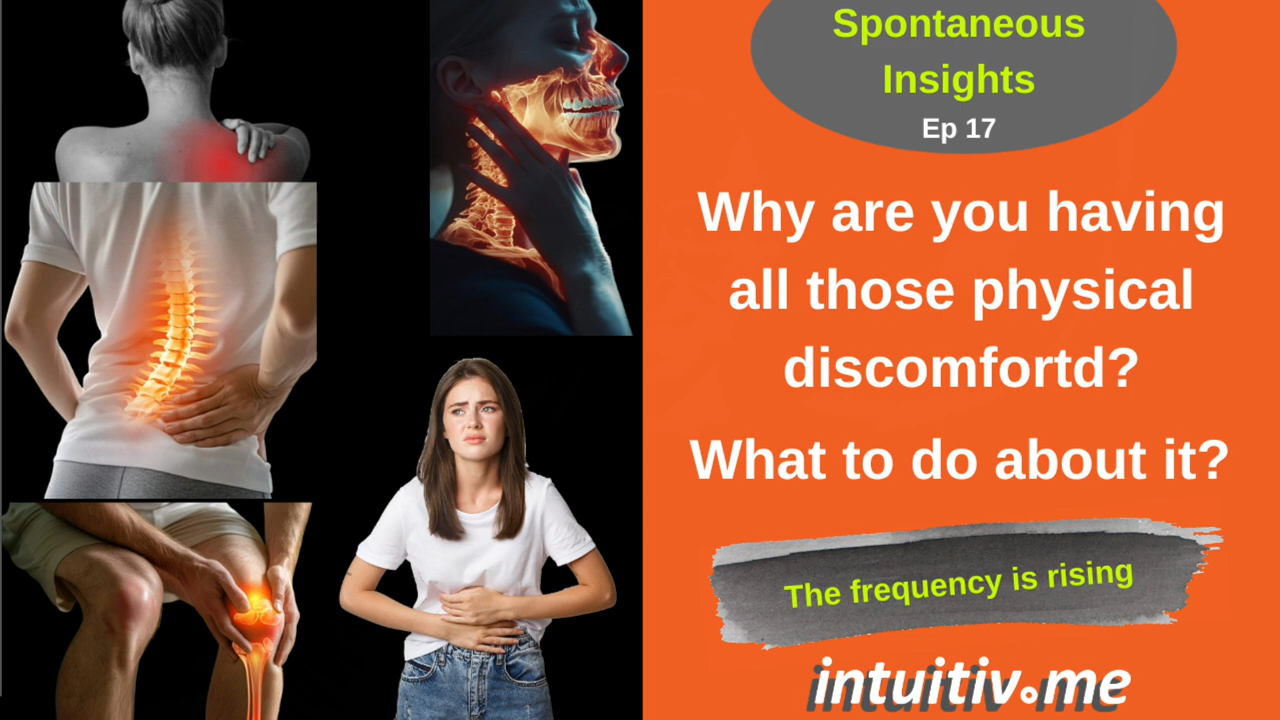 Spontaneous
Insights
Ep 17
Why are you having
all those physical
discomfortd?
What to do about it?
The frequency is rising
intuitiv.me